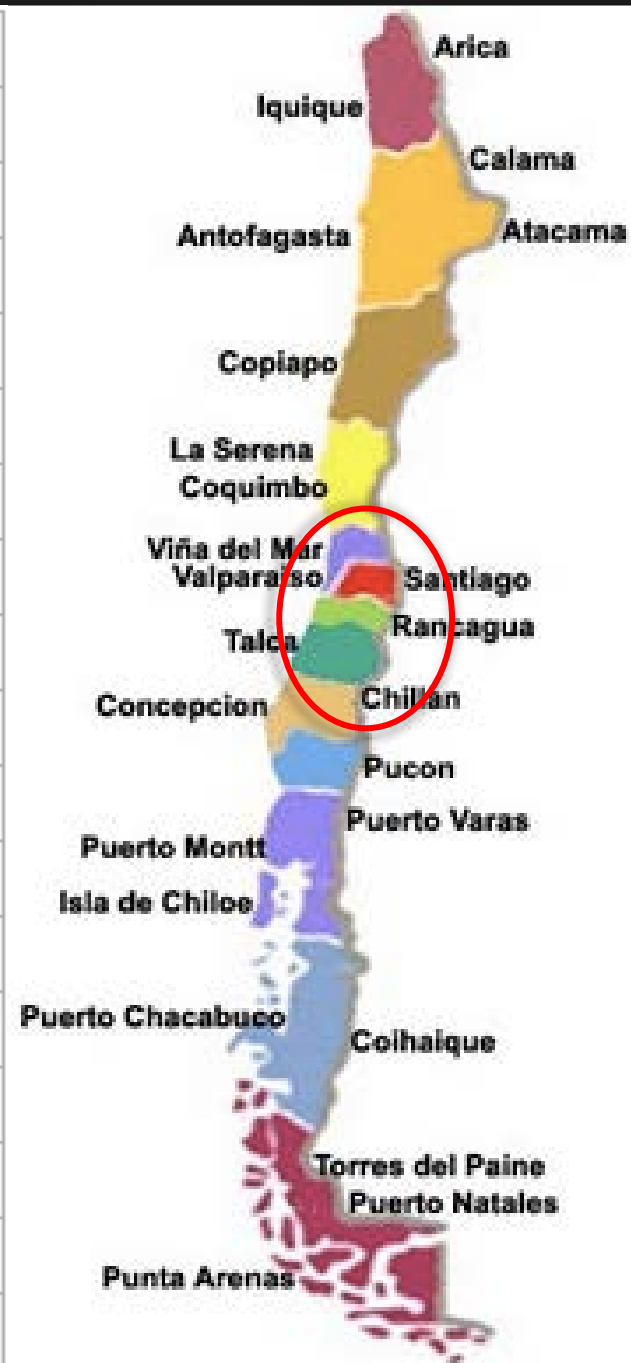 Arica
Iquique
Calama
Antofagasta
Atacama
Copiapo
La Serena
Coquimbo
Viña del Mar
Valparaiso
Santiago
Rancagua
Talca
Chillan
Concepcion
Pucon
Puerto Varas
Puerto Montt
Isla de Chiloe
Puerto Chacabuco
Coihaique
Torres del Paine
Puerto Natales
Punta Arenas